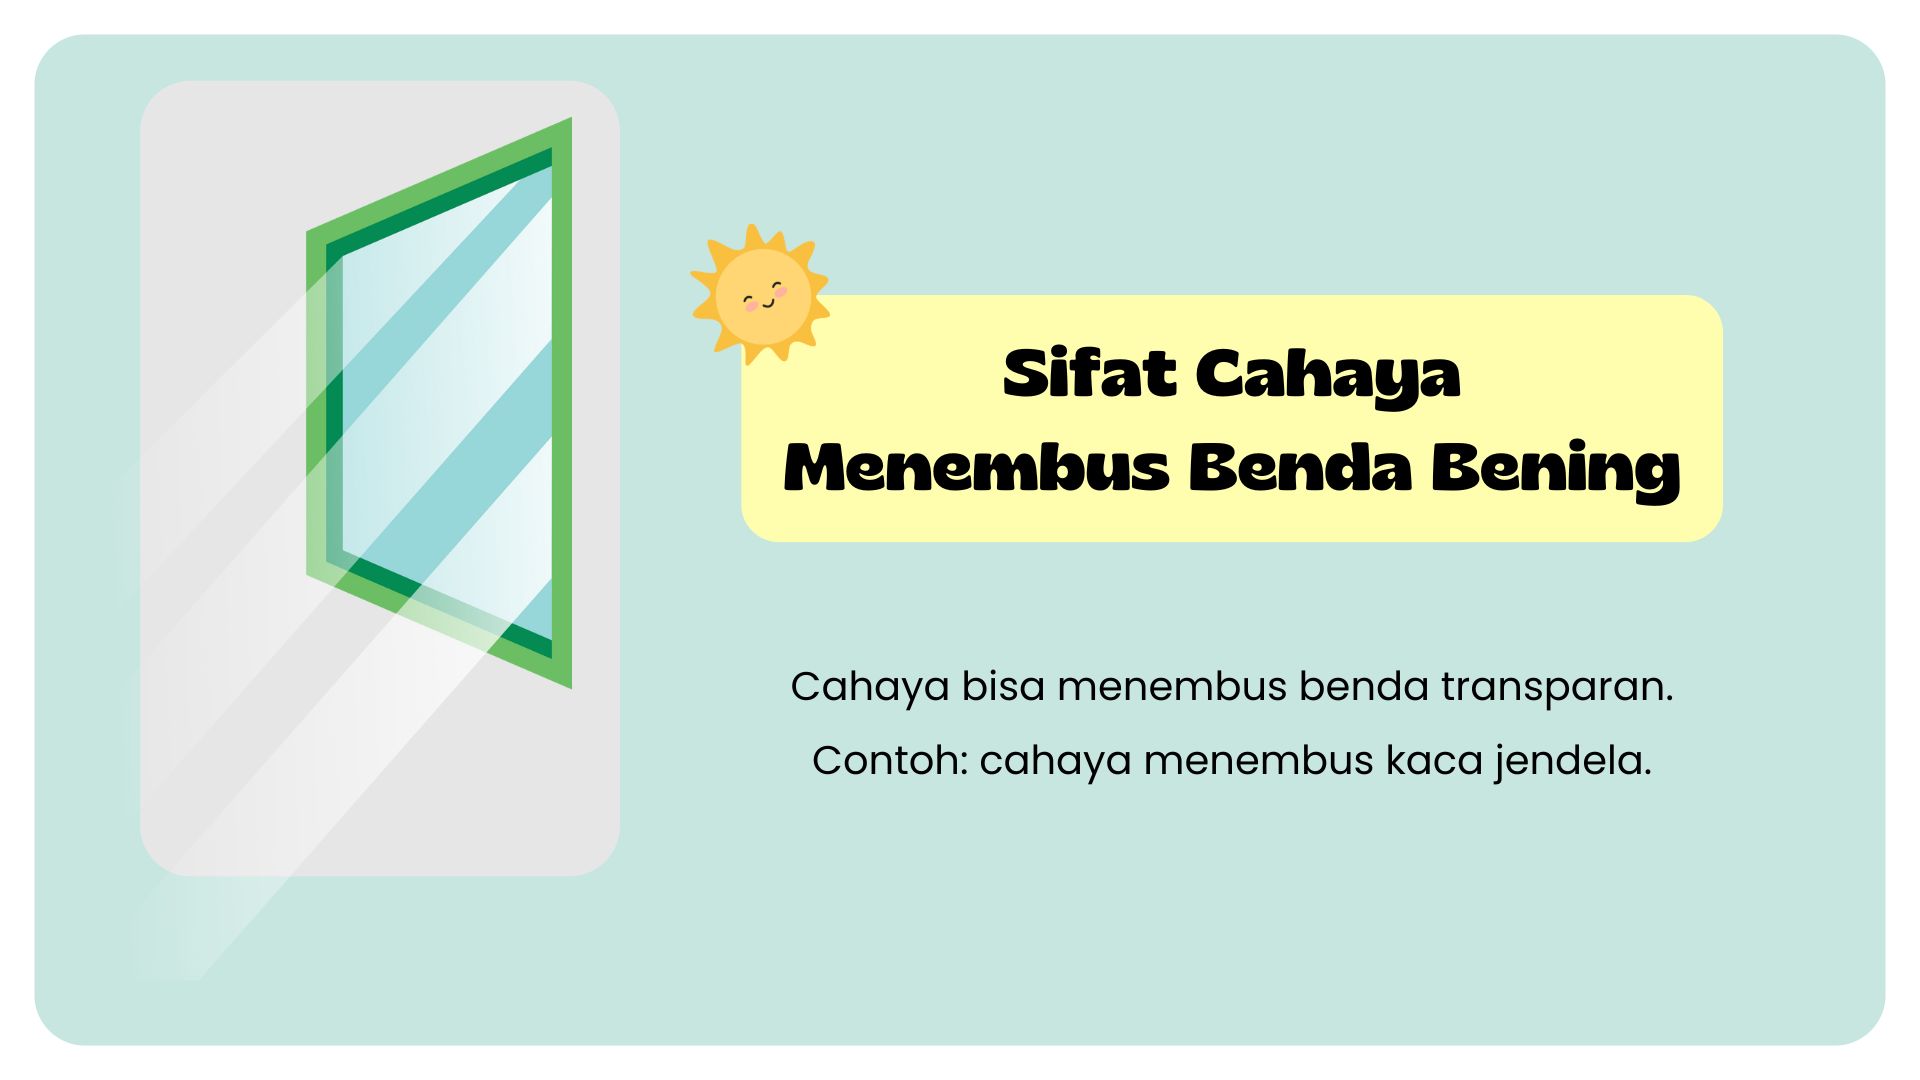 Sifat Cahaya
Menembus Benda Bening
Cahaya bisa menembus benda transparan.
Contoh: cahaya menembus kaca jendela.